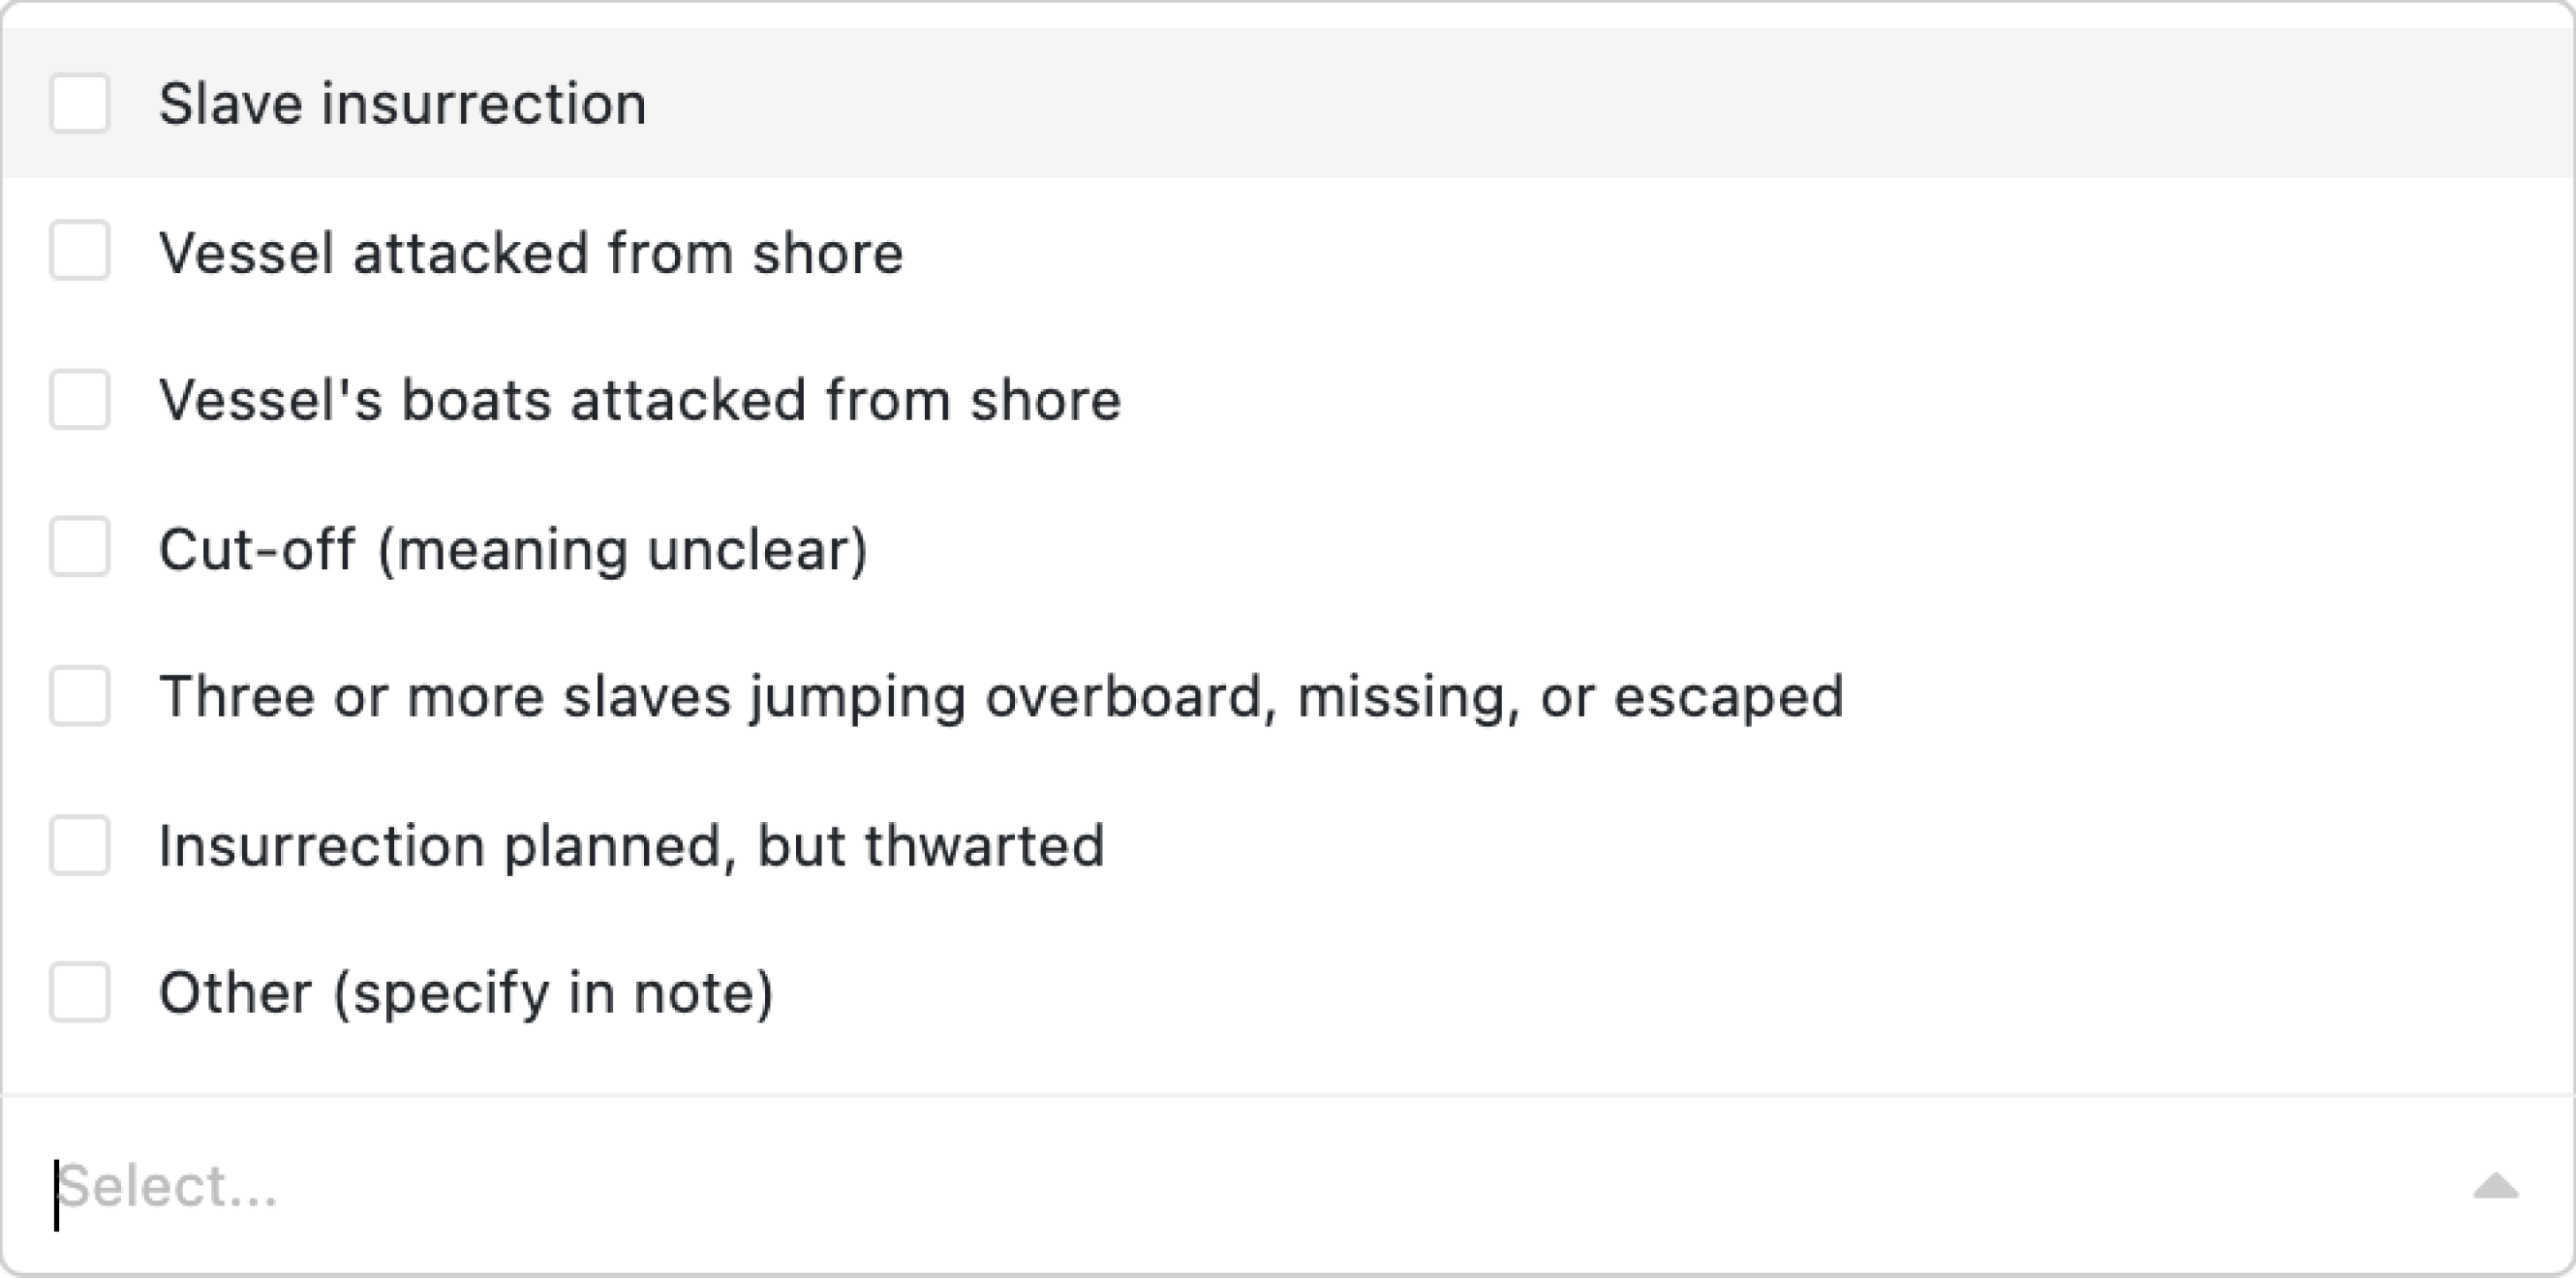 Slave insurrection
Vessel attacked from shore
Vessel's boats attacked from shore
Cut-off (meaning unclear)
Three or more slaves jumping overboard, missing, or escaped
Insurrection planned, but thwarted
Other (specify in note)
Select...